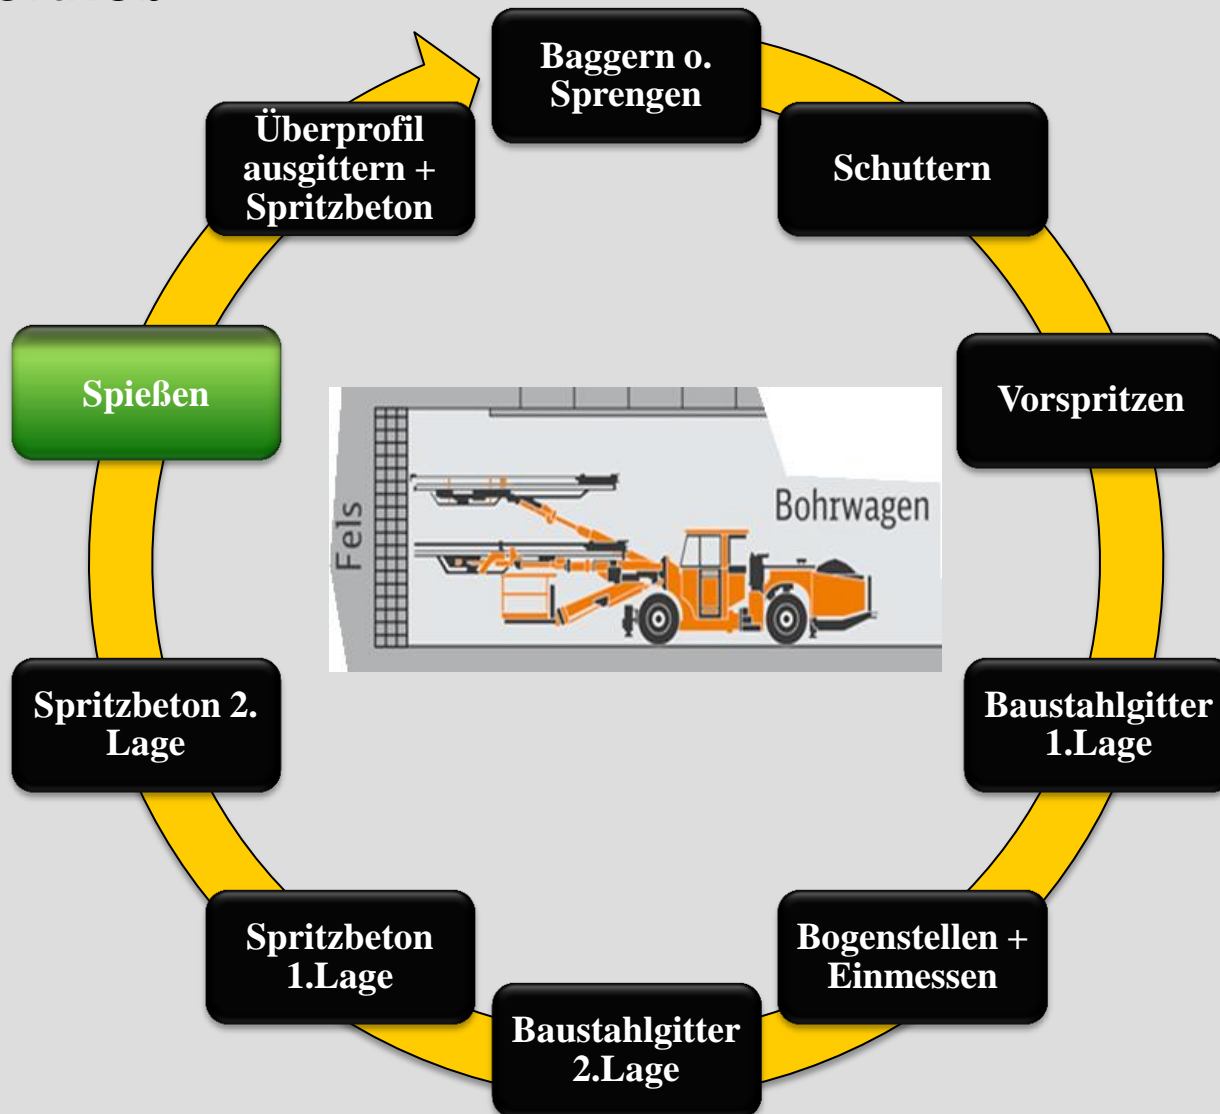 Baggern o.
Sprengen
Schuttern
Vorspritzen
Baustahlgitter
1.Lage
Bogenstellen +
Einmessen
Baustahlgitter
2.Lage
Spritzbeton
1.Lage
Spritzbeton 2.
Lage
Spießen
Überprofil
ausgittern +
Spritzbeton
Fels
Bohrwagen